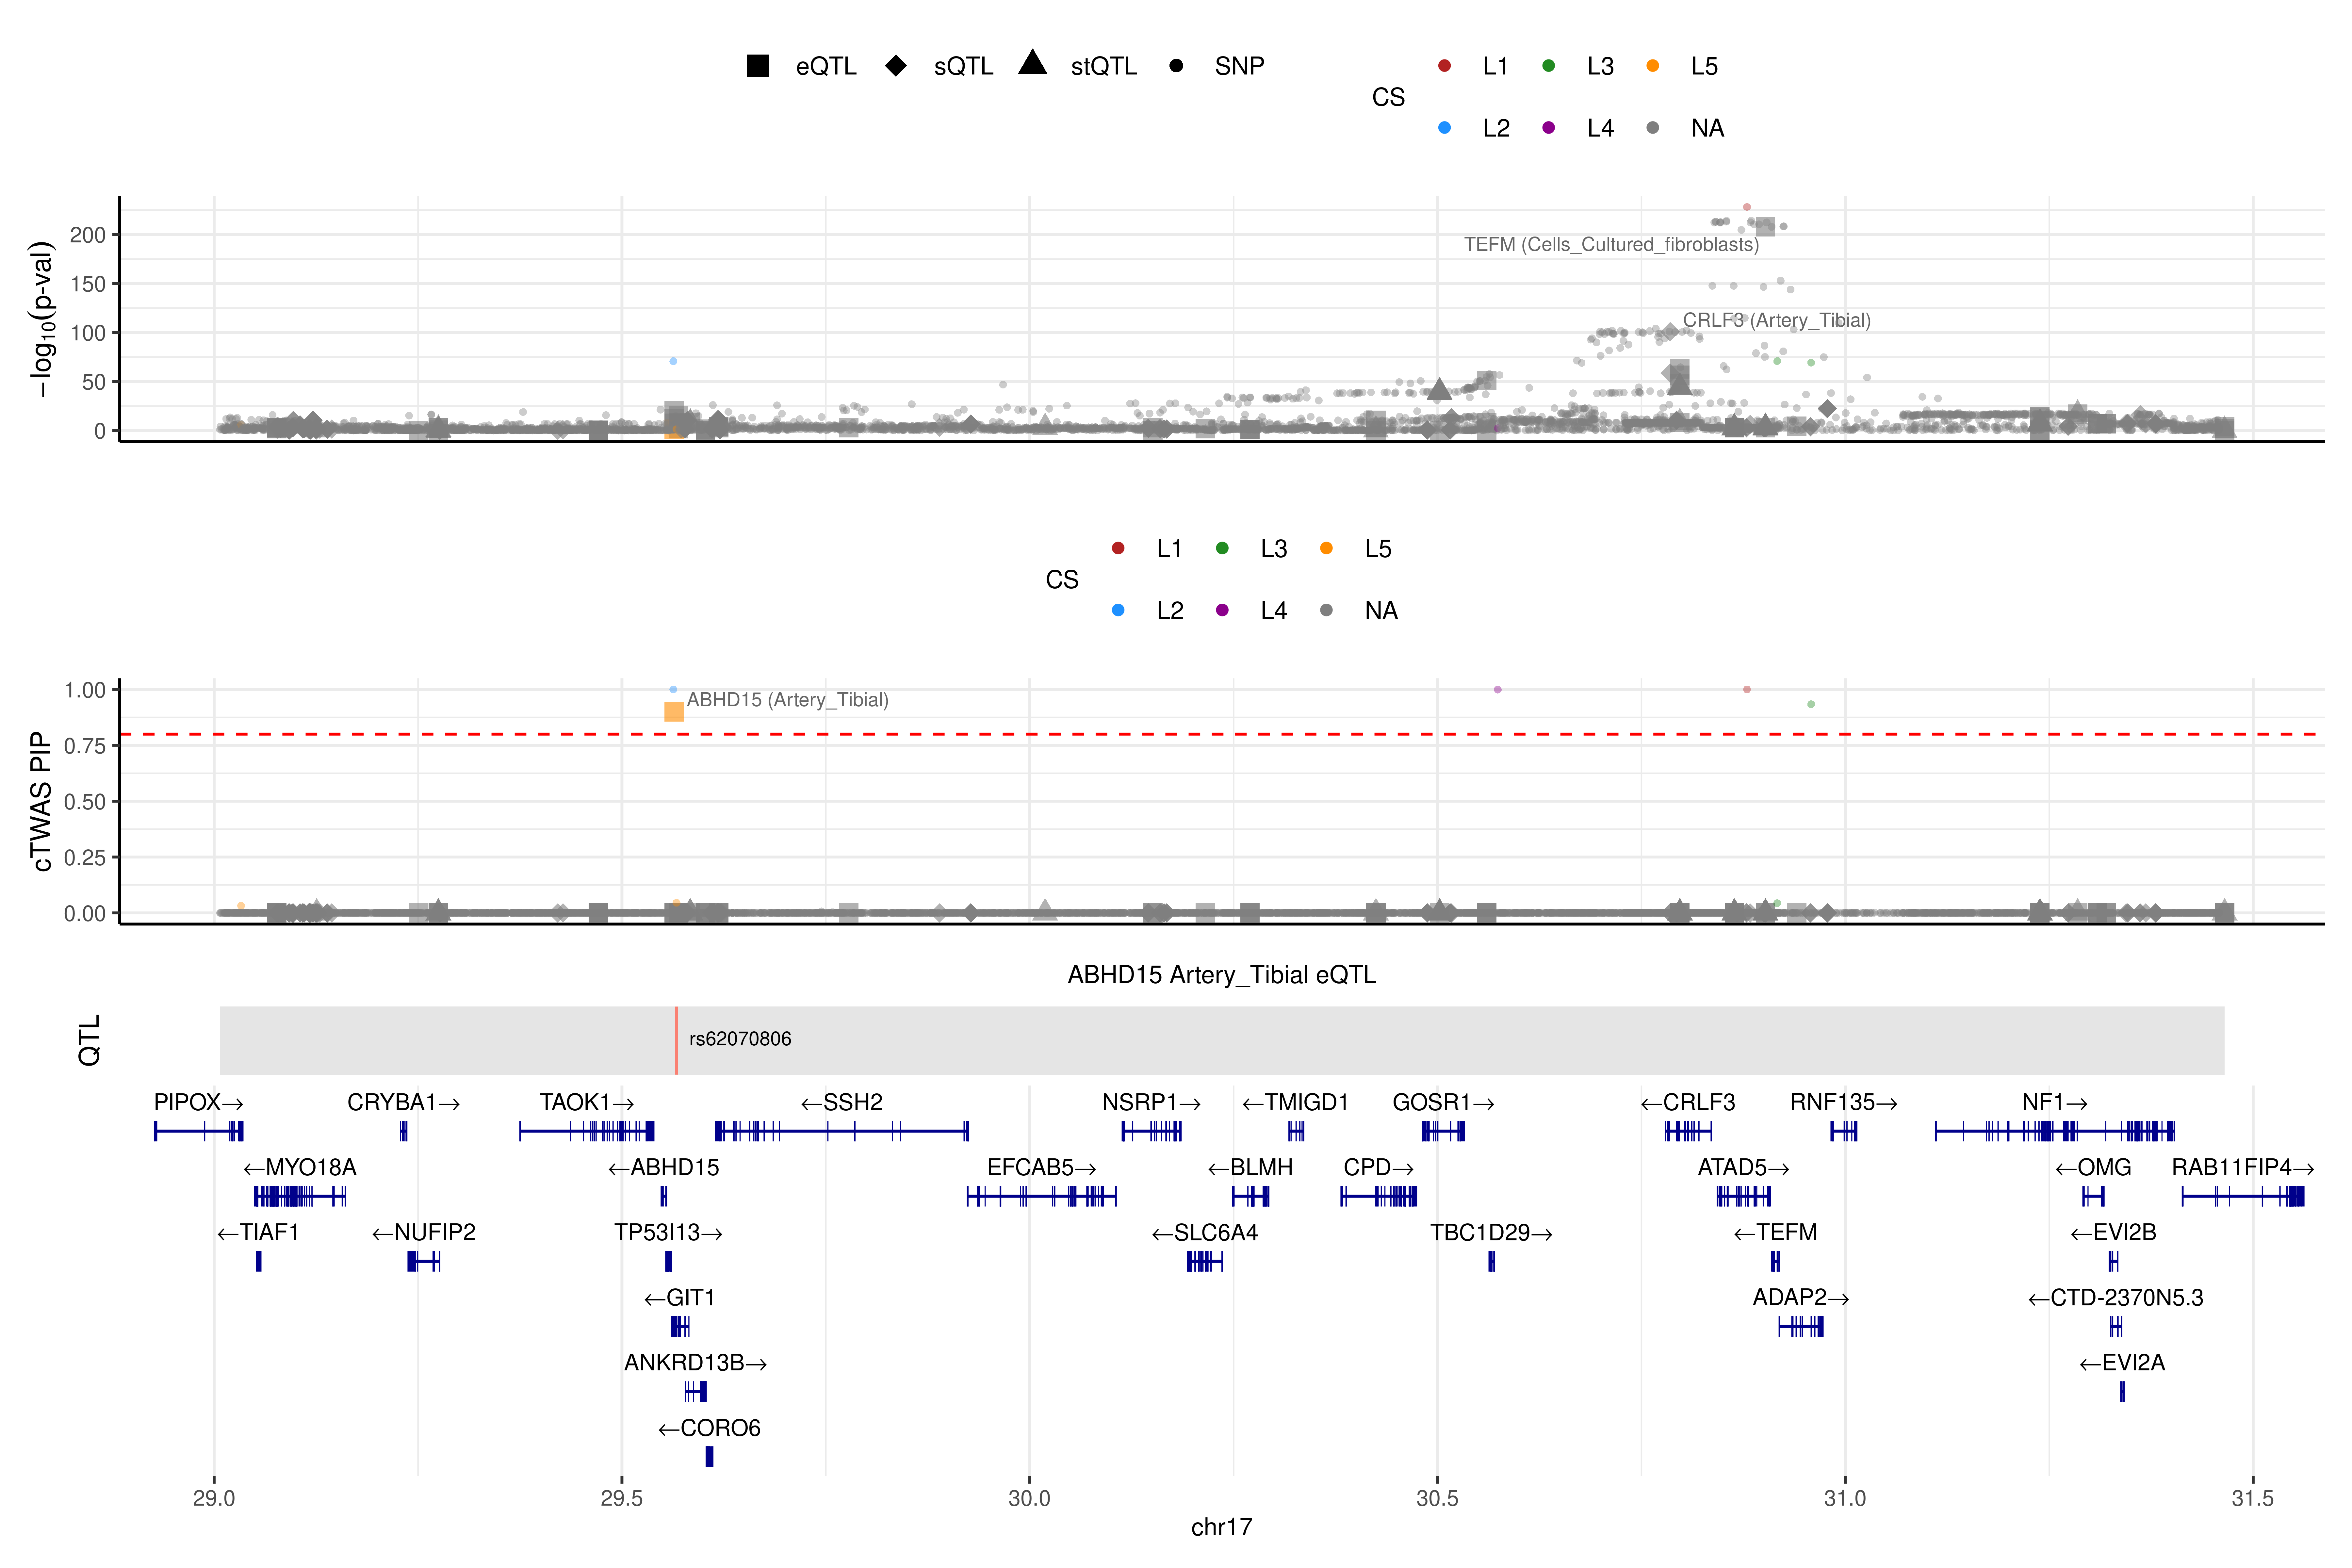 eQTL sQTL stQTL SNP
CS
L1 L3 L5
L2 L4 NA
−log10(p-val)
200
150
100
50
0
TEFM (Cells_Cultured_fibroblasts)
CRLF3 (Artery_Tibial)
CS
L1 L3 L5
L2 L4 NA
cTWAS PIP
1.00
0.75
0.50
0.25
0.00
ABHD15 (Artery_Tibial)
ABHD15 Artery_Tibial eQTL
QTL
rs62070806
PIPOX→ CRYBA1→ TAOK1→ ←SSH2 NSRP1→ ←TMIGD1 GOSR1→ ←CRLF3 RNF135→ NF1→
←MYO18A ←ABHD15 EFCAB5→ ←BLMH CPD→ ATAD5→ ←OMG RAB11FIP4→
←TIAF1 ←NUFIP2 TP53I13→ ←SLC6A4 TBC1D29→ ←TEFM ←EVI2B
←GIT1 ADAP2→ ←CTD-2370N5.3
ANKRD13B→ ←EVI2A
←CORO6
29.0 29.5 30.0 30.5 31.0 31.5
chr17